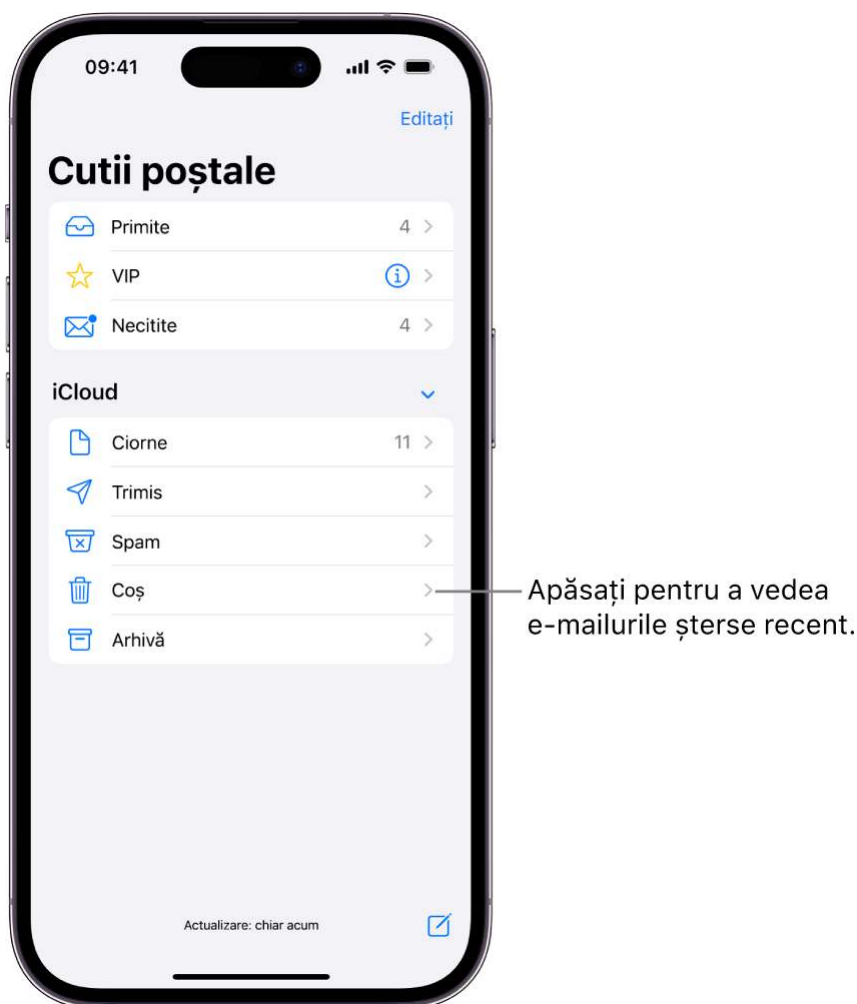 09:41
Editați
Cutii poștale
Primite 4
VIP
Necitite 4
iCloud
Ciorne 11
Trimis
Spam
Coș
Apăsați pentru a vedea
e-mailurile șterse recent.
Arhivă
Actualizare: chiar acum